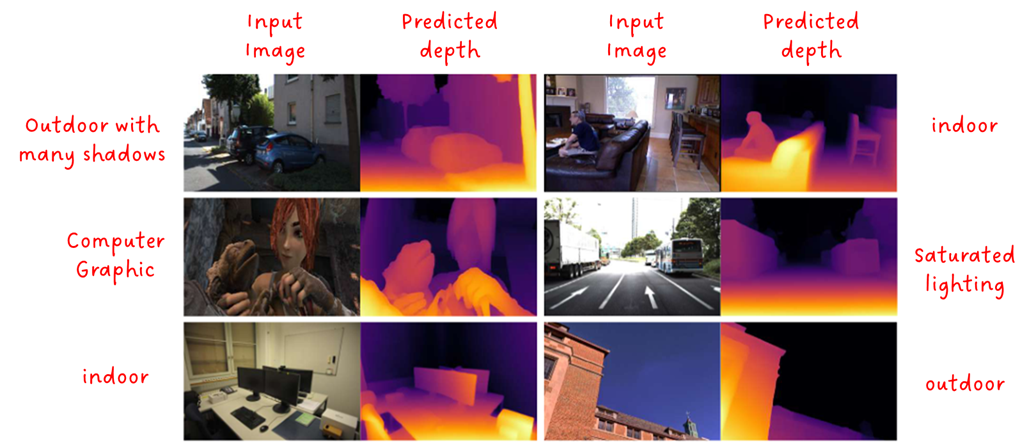 Input
Image
Predicted
depth
Input
Image
Predicted
depth
Outdoor with
many shadows
indoor
Computer
Graphic
Saturated
lighting
indoor
outdoor